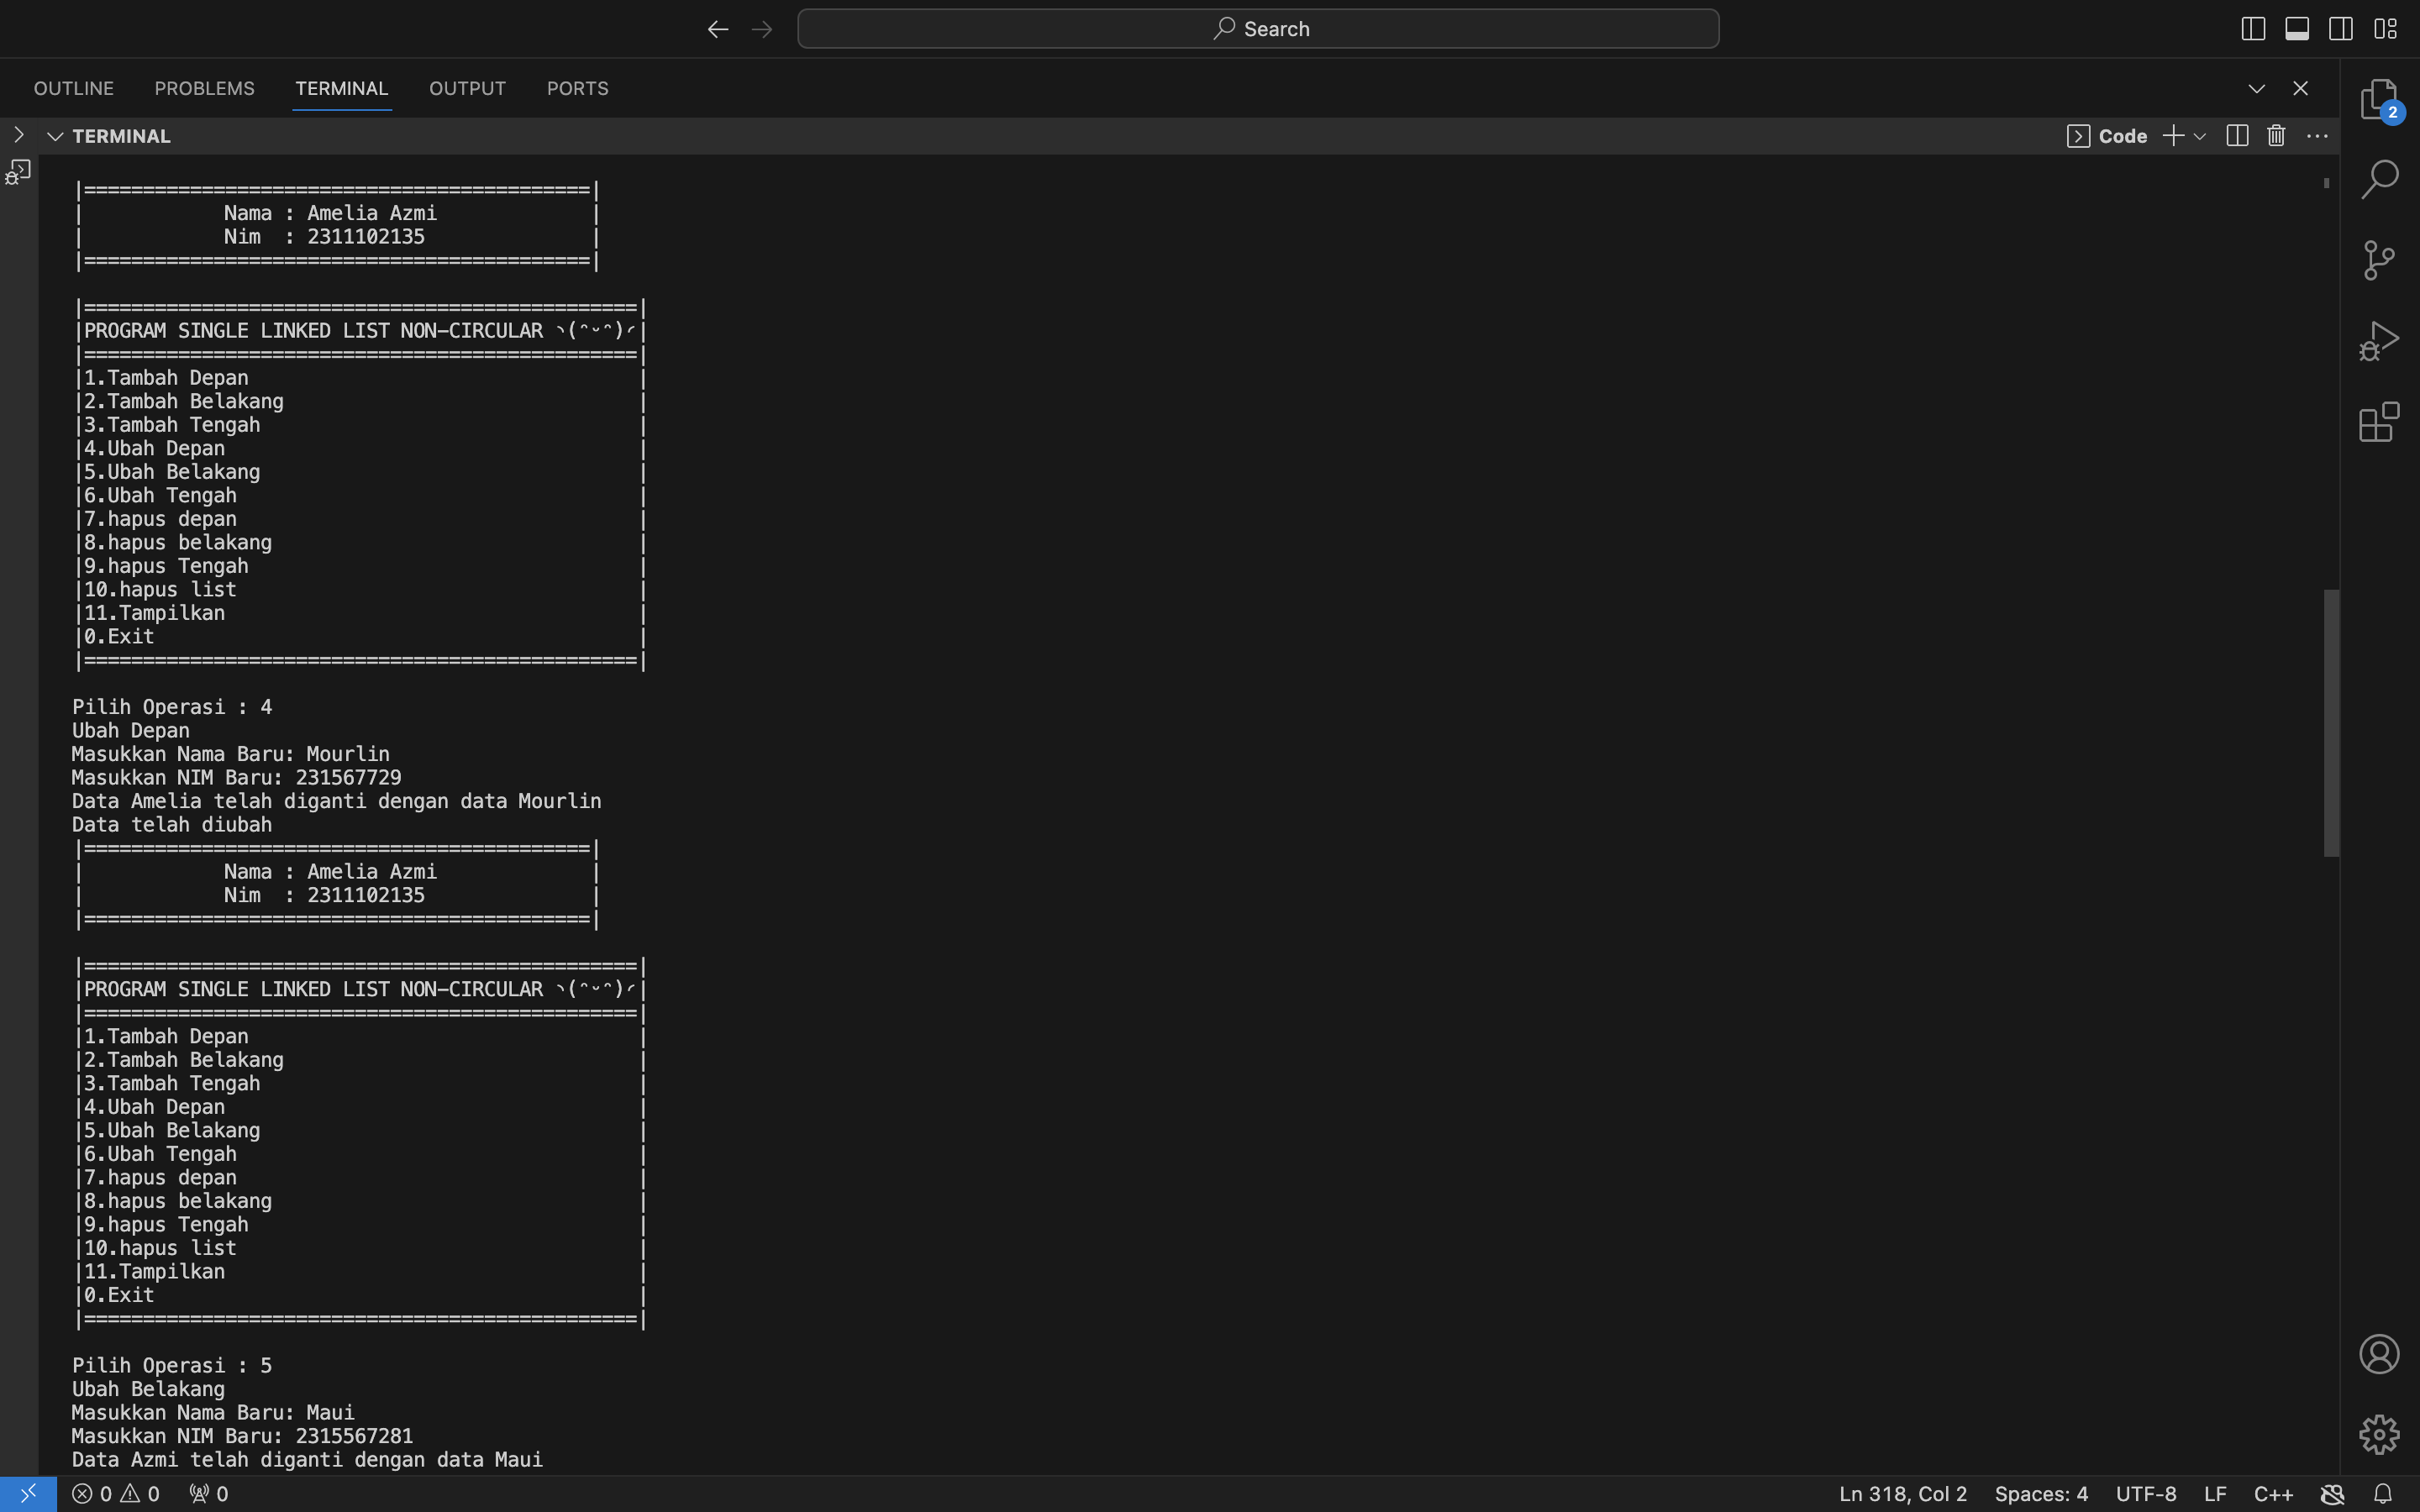 Search
OUTLINE PROBLEMS TERMINAL OUTPUT PORTS
2
TERMINAL
Code
|===========================================|
| Nama : Amelia Azmi |
| Nim : 2311102135 |
|===========================================|
|===============================================|
|PROGRAM SINGLE LINKED LIST NON-CIRCULAR ◝(ᵔᵕᵔ)◜|
|===============================================|
|1.Tambah Depan |
|2.Tambah Belakang |
|3.Tambah Tengah |
|4.Ubah Depan |
|5.Ubah Belakang |
|6.Ubah Tengah |
|7.hapus depan |
|8.hapus belakang |
|9.hapus Tengah |
|10.hapus list |
|11.Tampilkan |
|0.Exit |
|===============================================|
Pilih Operasi : 4
Ubah Depan
Masukkan Nama Baru: Mourlin
Masukkan NIM Baru: 231567729
Data Amelia telah diganti dengan data Mourlin
Data telah diubah
|===========================================|
| Nama : Amelia Azmi |
| Nim : 2311102135 |
|===========================================|
|===============================================|
|PROGRAM SINGLE LINKED LIST NON-CIRCULAR ◝(ᵔᵕᵔ)◜|
|===============================================|
|1.Tambah Depan |
|2.Tambah Belakang |
|3.Tambah Tengah |
|4.Ubah Depan |
|5.Ubah Belakang |
|6.Ubah Tengah |
|7.hapus depan |
|8.hapus belakang |
|9.hapus Tengah |
|10.hapus list |
|11.Tampilkan |
|0.Exit |
|===============================================|
Pilih Operasi : 5
Ubah Belakang
Masukkan Nama Baru: Maui
Masukkan NIM Baru: 2315567281
Data Azmi telah diganti dengan data Maui
0 0 0 Ln 318, Col 2 Spaces: 4 UTF-8 LF C++